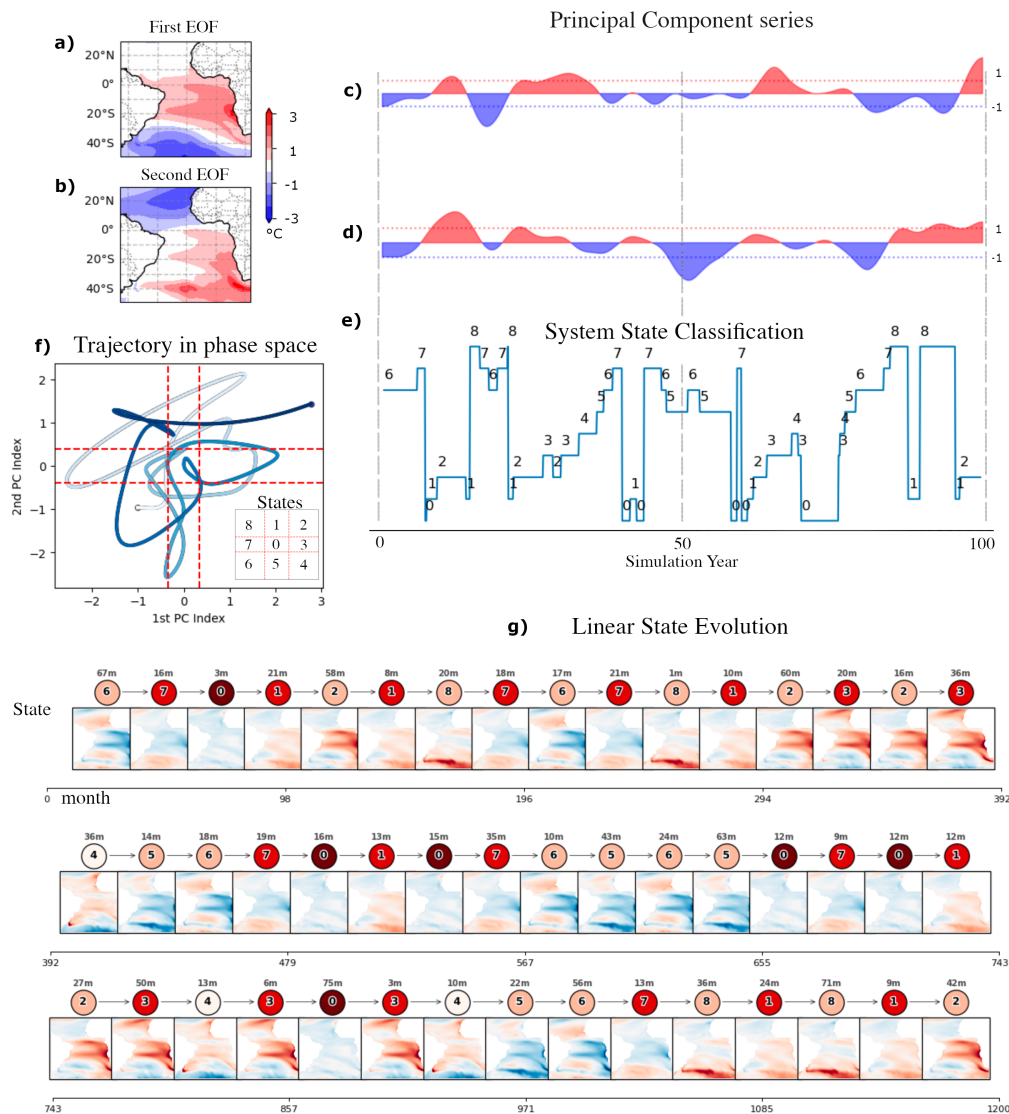 Principal Component series
First EOF
a)
20°N
0°
20°S
40°S
3
1
-1
-3
°C
b)
Second EOF
20°N
0°
20°S
40°S
c)
1
-1
d)
1
-1
e)
System State Classification
6 7 0 1 2 1 8 7 6 7 8 1 2 3 2 3 4 5 6 7 0 1 0 7 6 5 6 5 0 7 0 1 2 3 4 3 0 3 4 5 6 7 8 1 8 1 2
0 50 100
Simulation Year
f)
Trajectory in phase space
2
1
0
−1
−2
2nd PC Index
−2 −1 0 1 2 3
1st PC Index
States
8 1 2
7 0 3
6 5 4
g)
Linear State Evolution
67m 16m 3m 21m 58m 8m 20m 18m 17m 21m 1m 10m 60m 20m 16m 36m
6 7 0 1 2 1 8 7 6 7 8 1 2 3 2 3
State
month
0 98 196 294 392
36m 14m 18m 19m 16m 13m 15m 35m 10m 43m 24m 63m 12m 9m 12m 12m
4 5 6 7 0 1 0 7 6 5 6 5 0 7 0 1
392 479 567 655 743
27m 50m 13m 6m 75m 3m 10m 22m 56m 13m 36m 24m 71m 9m 42m
2 3 4 3 0 3 4 5 6 7 8 1 8 1 2
743 857 971 1085 1200